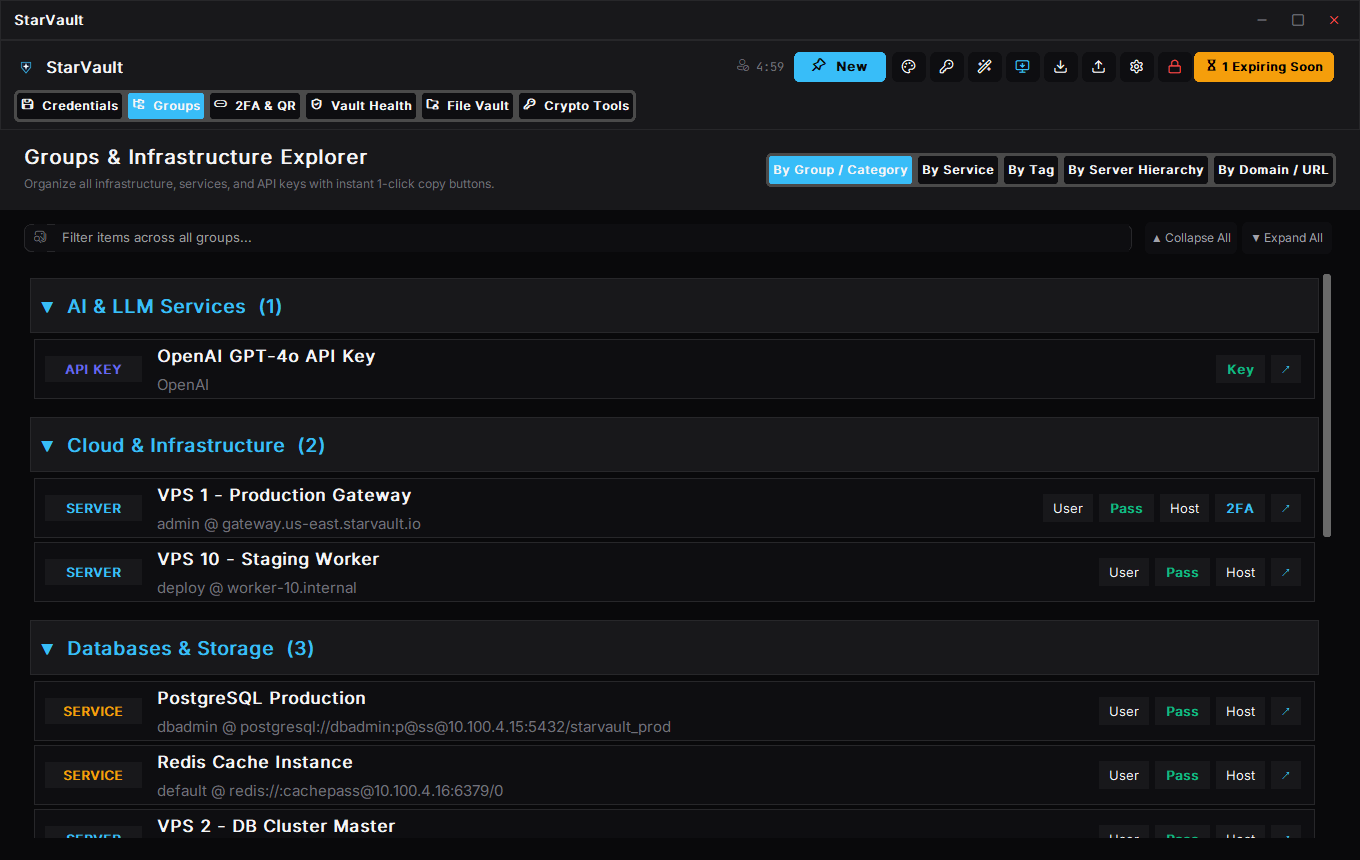 StarVault
StarVault
4:59
New
1 Expiring Soon
Credentials
Groups
2FA & QR
Vault Health
File Vault
Crypto Tools
Groups & Infrastructure Explorer
Organize all infrastructure, services, and API keys with instant 1-click copy buttons.
By Group / Category
By Service
By Tag
By Server Hierarchy
By Domain / URL
Filter items across all groups...
▲ Collapse All
▼ Expand All
▼ AI & LLM Services (1)
API KEY
OpenAI GPT-4o API Key
OpenAI
Key
↗
▼ Cloud & Infrastructure (2)
SERVER
VPS 1 - Production Gateway
admin @ gateway.us-east.starvault.io
User
Pass
Host
2FA
↗
SERVER
VPS 10 - Staging Worker
deploy @ worker-10.internal
User
Pass
Host
↗
▼ Databases & Storage (3)
SERVICE
PostgreSQL Production
dbadmin @ postgresql://dbadmin:p@ss@10.100.4.15:5432/starvault_prod
User
Pass
Host
↗
SERVICE
Redis Cache Instance
default @ redis://:cachepass@10.100.4.16:6379/0
User
Pass
Host
↗
SERVER
VPS 2 - DB Cluster Master
User
Pass
Host